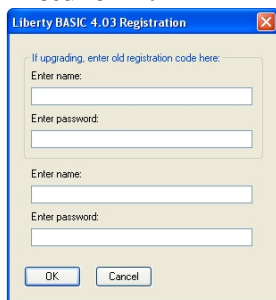 Liberty BASIC 4.03 Registration
If upgrading, enter old registration code here:
Enter name:
Enter password:
Enter name:
Enter password:
OK Cancel